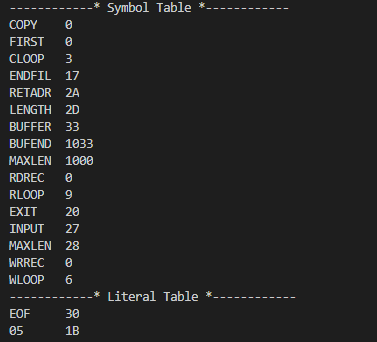 ------------* Symbol Table *------------
COPY 0
FIRST 0
CLOOP 3
ENDFIL 17
RETADR 2A
LENGTH 2D
BUFFER 33
BUFEND 1033
MAXLEN 1000
RDREC 0
RLOOP 9
EXIT 20
INPUT 27
MAXLEN 28
WRREC 0
WLOOP 6
------------* Literal Table *------------
EOF 30
05 1B